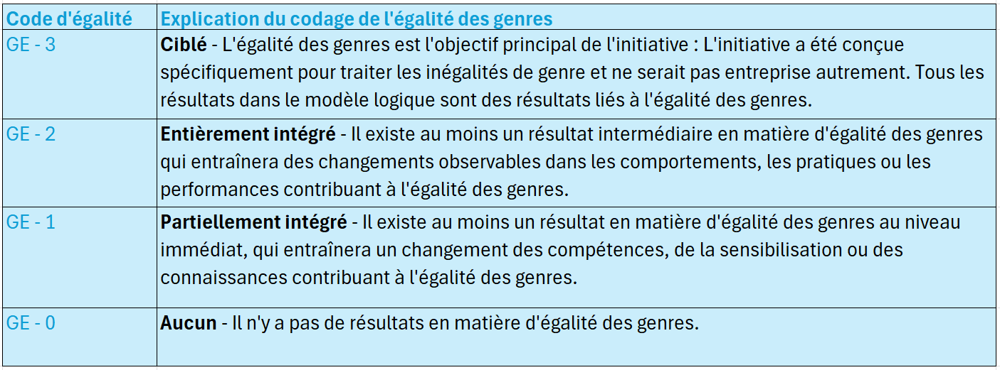 Code d'égalité Explication du codage de l'égalité des genres
GE - 3 Ciblé - L'égalité des genres est l'objectif principal de l'initiative : L'initiative a été conçue
spécifiquement pour traiter les inégalités de genre et ne serait pas entreprise autrement. Tous les
résultats dans le modèle logique sont des résultats liés à l'égalité des genres.
GE - 2 Entièrement intégré - Il existe au moins un résultat intermédiaire en matière d'égalité des genres
qui entraînera des changements observables dans les comportements, les pratiques ou les
performances contribuant à l'égalité des genres.
GE - 1 Partiellement intégré - Il existe au moins un résultat en matière d'égalité des genres au niveau
immédiat, qui entraînera un changement des compétences, de la sensibilisation ou des
connaissances contribuant à l'égalité des genres.
GE - 0 Aucun - Il n'y a pas de résultats en matière d'égalité des genres.